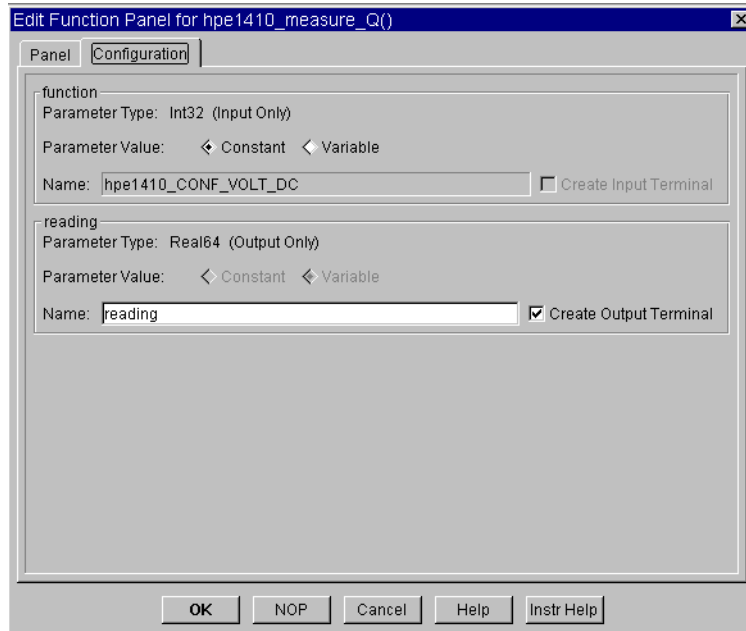 Edit Function Panel for hpe1410_measure_Q()
Panel Configuration
function
Parameter Type: Int32 (Input Only)
Parameter Value: Constant Variable
Name: hpe1410_CONF_VOLT_DC Create Input Terminal
reading
Parameter Type: Real64 (Output Only)
Parameter Value: Constant Variable
Name: reading Create Output Terminal
OK NOP Cancel Help Instr Help